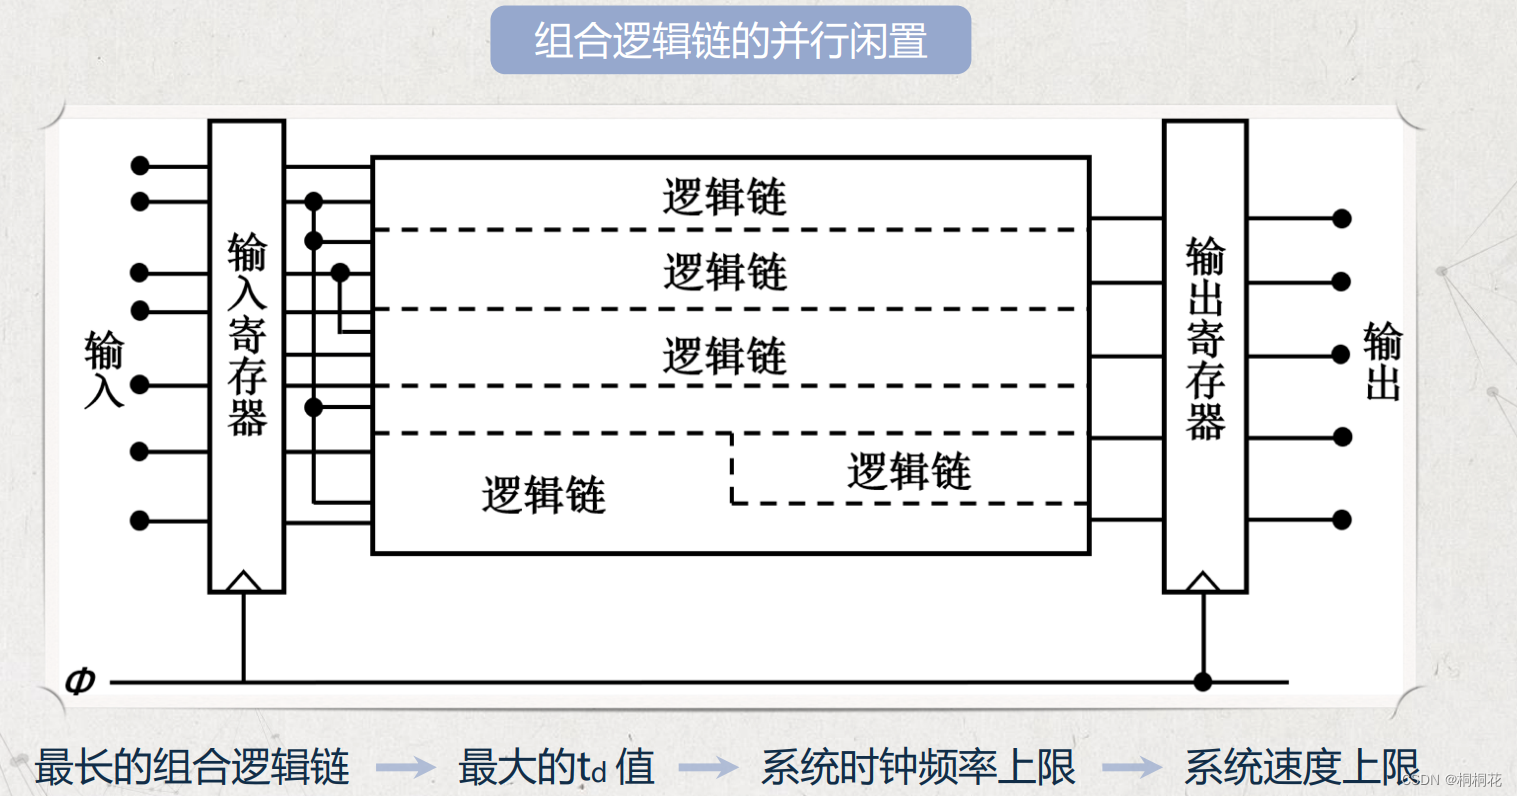 组合逻辑链的并行闲置
逻辑链
逻辑链
逻辑链
逻辑链
逻辑链
输入
输入寄存器
输出寄存器
输出
Φ
最长的组合逻辑链
最大的td 值
系统时钟频率上限
系统速度上限
CSDN @桐桐花